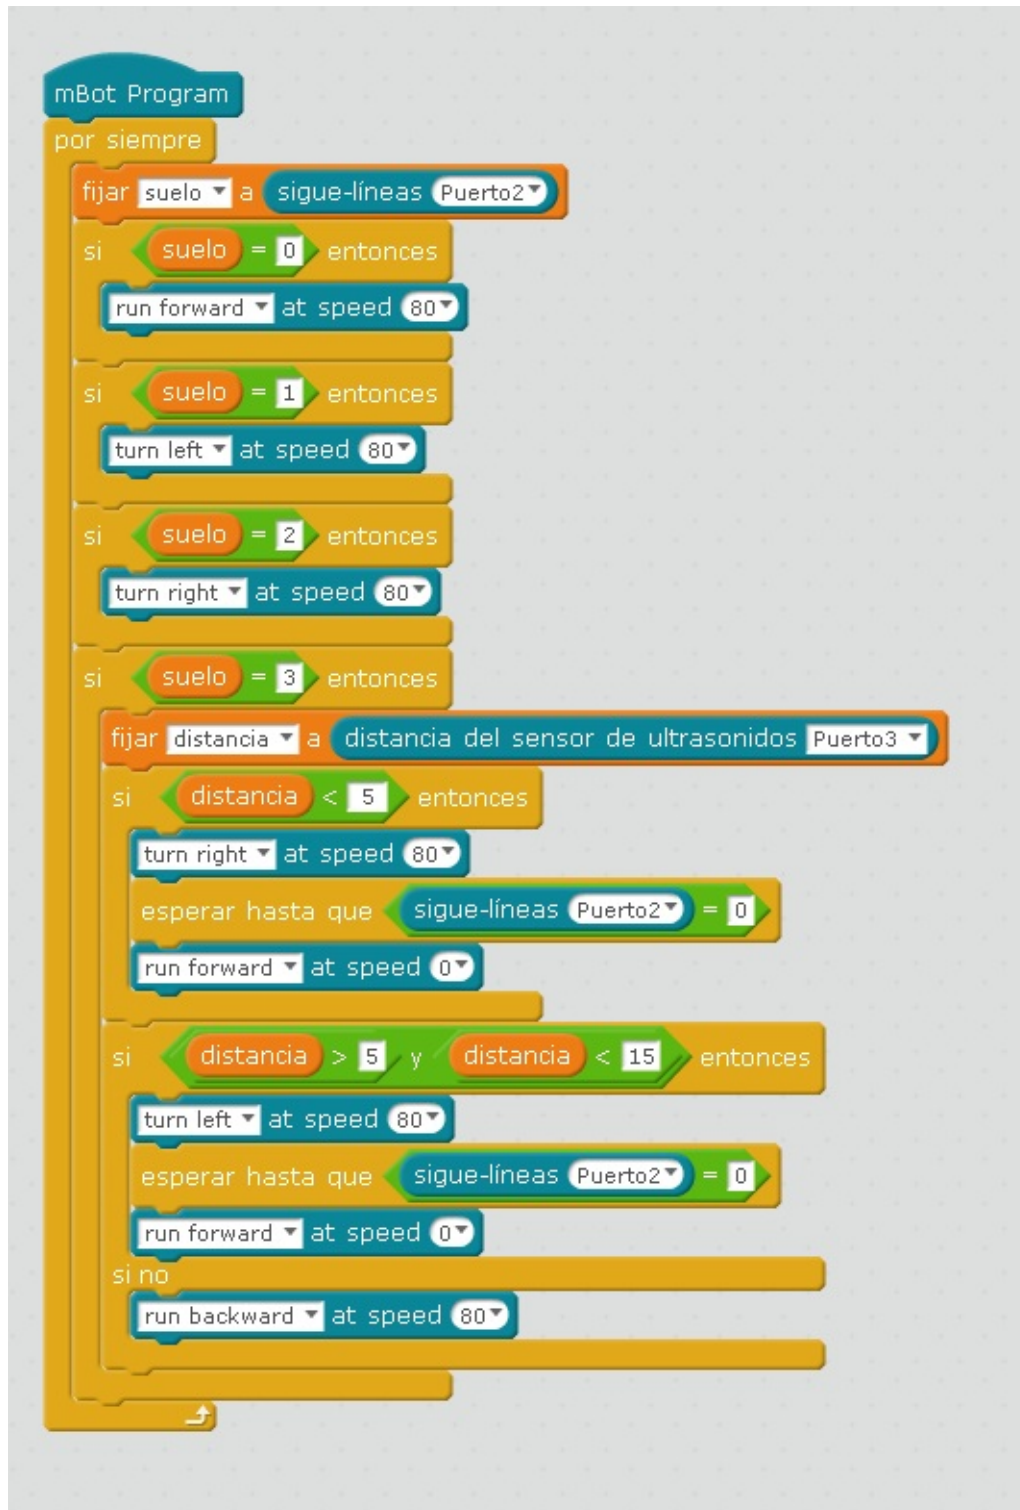 mBot Program
por siempre
fijar suelo a sigue-líneas Puerto2
si suelo = 0 entonces
run forward at speed 80
si suelo = 1 entonces
turn left at speed 80
si suelo = 2 entonces
turn right at speed 80
si suelo = 3 entonces
fijar distancia a distancia del sensor de ultrasonidos Puerto3
si distancia < 5 entonces
turn right at speed 80
esperar hasta que sigue-líneas Puerto2 = 0
run forward at speed 0
si distancia > 5 y distancia < 15 entonces
turn left at speed 80
esperar hasta que sigue-líneas Puerto2 = 0
run forward at speed 0
si no
run backward at speed 80